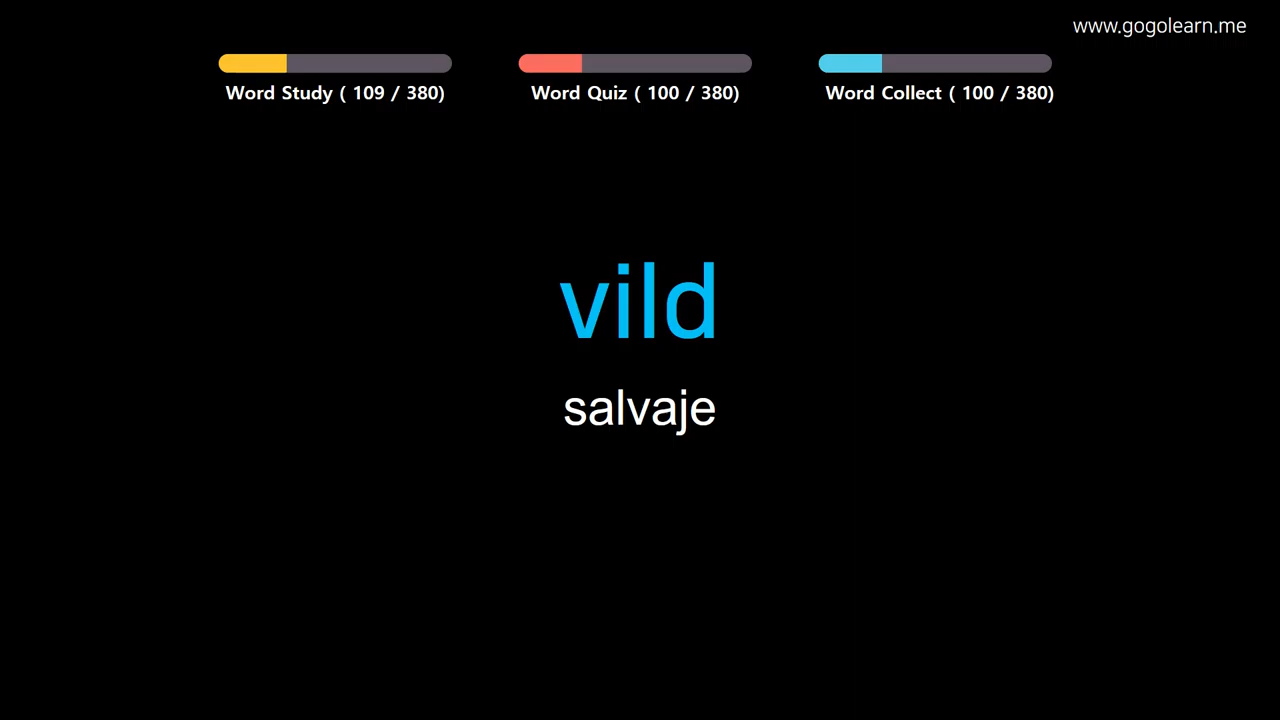 www.gogolearn.me
Word Study ( 109 / 380)
Word Quiz ( 100 / 380)
Word Collect ( 100 / 380)
vild
salvaje